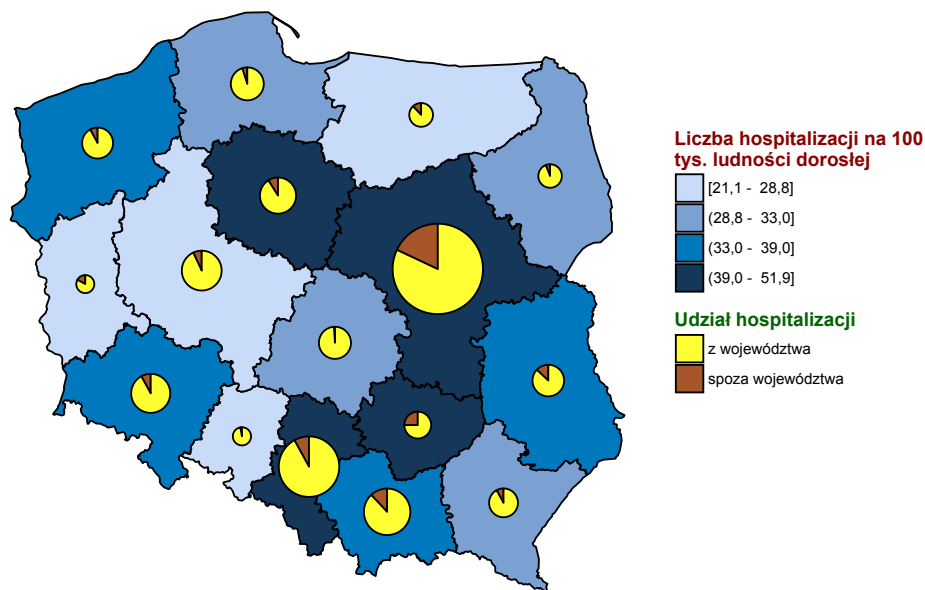 Liczba hospitalizacji na 100
tys. ludności dorosłej
[21,1 - 28,8]
(28,8 - 33,0]
(33,0 - 39,0]
(39,0 - 51,9]
Udział hospitalizacji
z województwa
spoza województwa